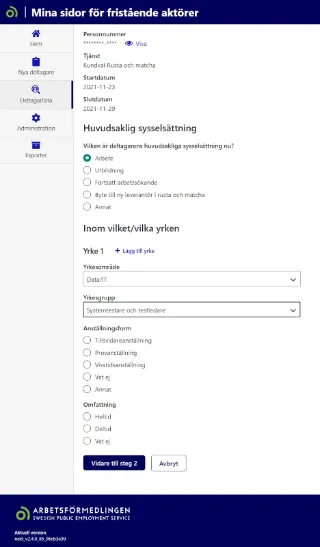 Mina sidor för fristående aktörer
Hem
Nya deltagare
Deltagarlista
Administration
Exporter
Personnummer
********-**** Visa
Tjänst
Kundval Rusta och matcha
Startdatum
2021-11-23
Slutdatum
2021-11-29
Huvudsaklig sysselsättning
Vilken är deltagarens huvudsakliga sysselsättning nu?
Arbete
Utbildning
Fortsatt arbetssökande
Byte till ny leverantör i rusta och matcha
Annat
Inom vilket/vilka yrken
Yrke 1 + Lägg till yrke
Yrkesområde
Data/IT
Yrkesgrupp
Systemtestare och testledare
Anställningsform
Tillsvidareanställning
Provanställning
Visstidsanställning
Vet ej
Annat
Omfattning
Heltid
Deltid
Vet ej
Vidare till steg 2 Avbryt
ARBETSFÖRMEDLINGEN
SWEDISH PUBLIC EMPLOYMENT SERVICE
Aktuell version